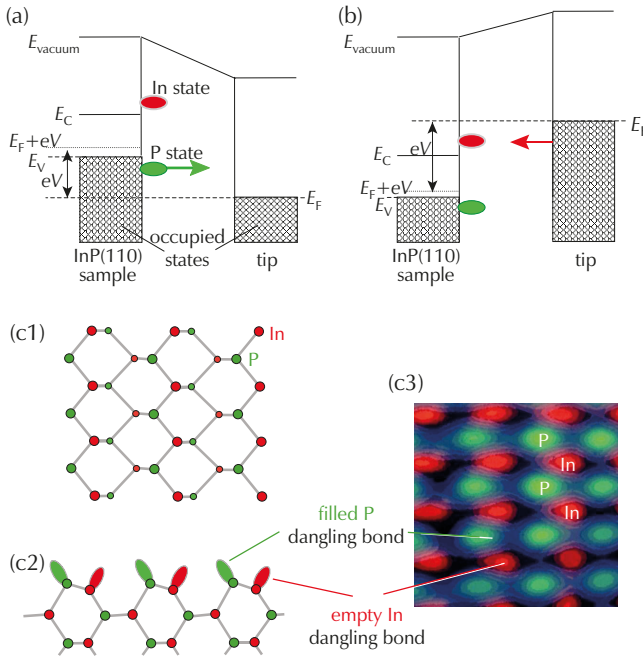 (a)
E_vacuum
In state
E_C
E_F+eV
P state
E_V
eV
E_F
occupied
states
InP(110)
sample
tip
(b)
E_vacuum
eV
E_C
E_F+eV
E_V
InP(110)
sample
tip
(c1)
In
P
(c3)
P
In
P
In
filled P
dangling bond
(c2)
empty In
dangling bond